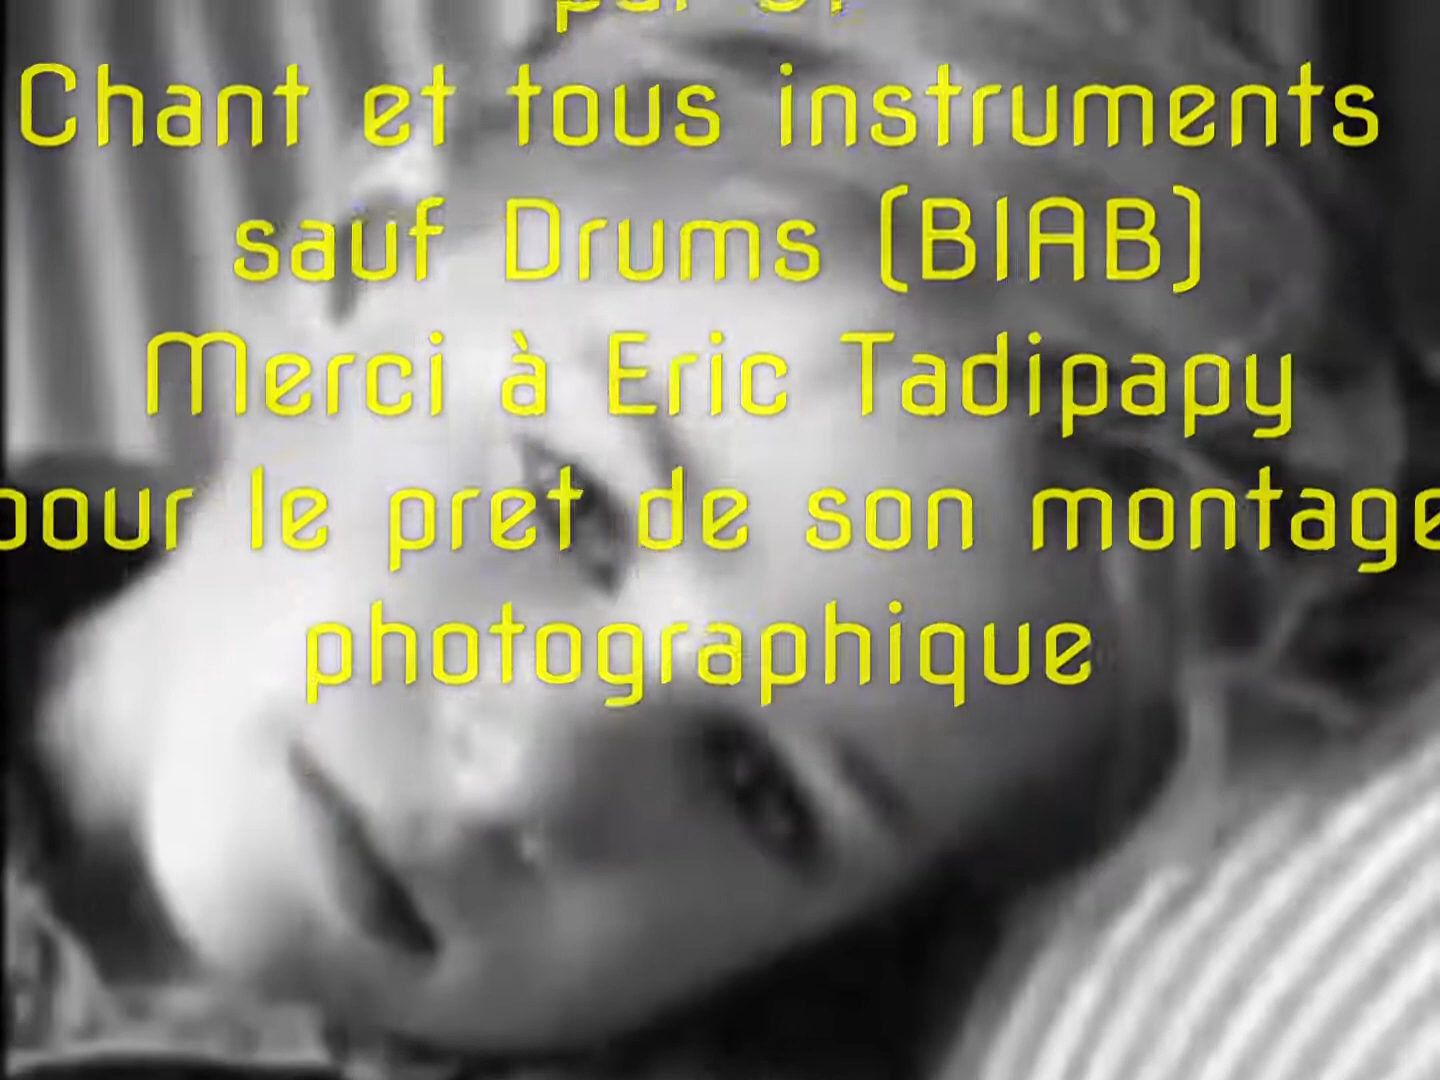 Chant et tous instruments
sauf Drums (BIAB)
Merci à Eric Tadipapy
pour le pret de son montage
photographique